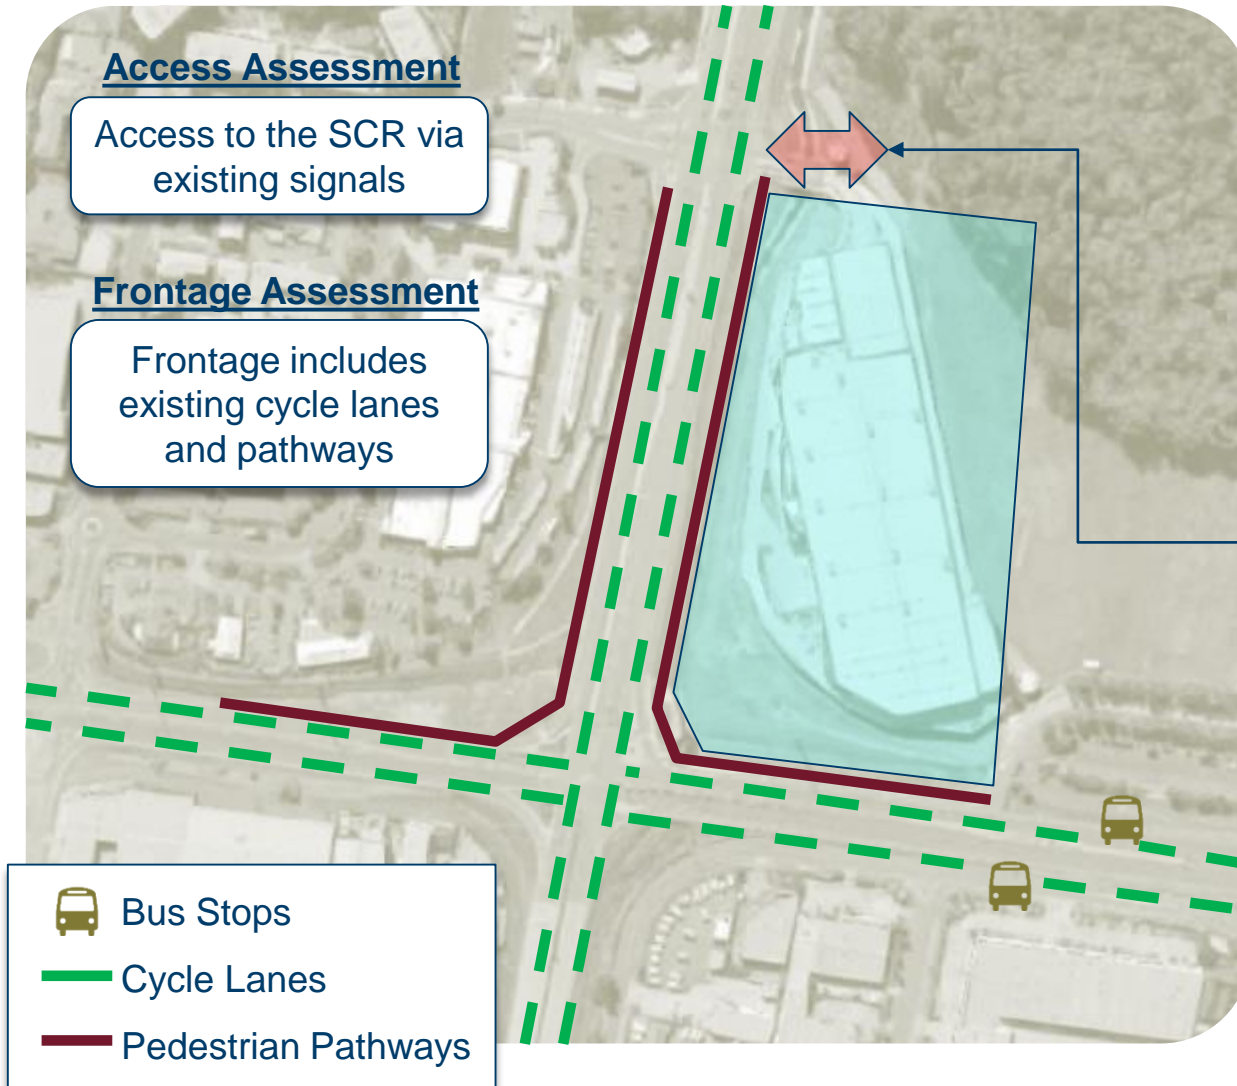 Access Assessment
Access to the SCR via
existing signals
Frontage Assessment
Frontage includes
existing cycle lanes
and pathways
Bus Stops
Cycle Lanes
Pedestrian Pathways